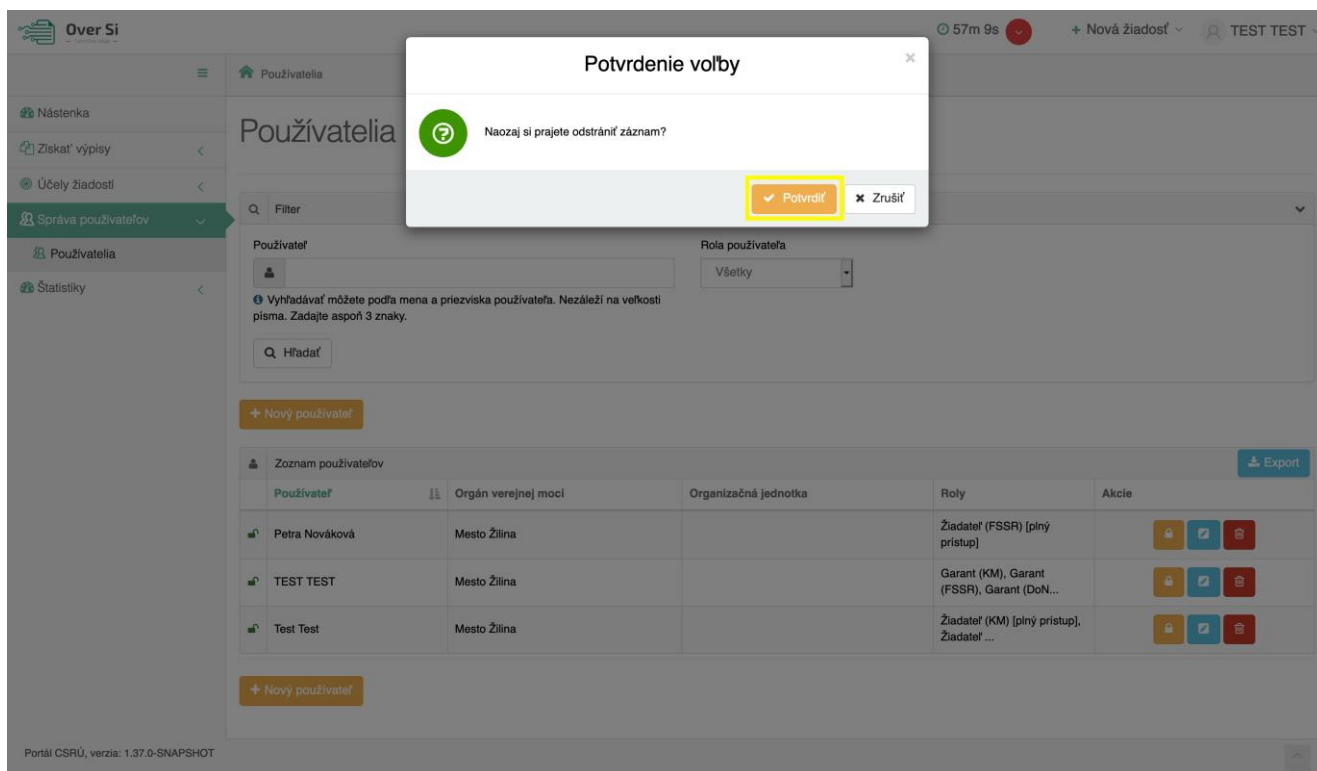 Over Si
57m 9s
+ Nová žiadosť
TEST TEST
Potvrdenie voľby
×
Naozaj si prajete odstrániť záznam?
Potvrdiť
Zrušiť
Používatelia
Nástenka
Získať výpisy
Účely žiadostí
Správa používateľov
Používatelia
Štatistiky
Používatelia
Filter
Používateľ
Rola používateľa
Všetky
Vyhľadávať môžete podľa mena a priezviska používateľa. Nezáleží na veľkosti
písma. Zadajte aspoň 3 znaky.
Hľadať
+ Nový používateľ
Zoznam používateľov
Export
Používateľ
Orgán verejnej moci
Organizačná jednotka
Roly
Akcie
Petra Nováková
Mesto Žilina
Žiadateľ (FSSR) [plný
prístup]
TEST TEST
Mesto Žilina
Garant (KM), Garant
(FSSR), Garant (DoN...
Test Test
Mesto Žilina
Žiadateľ (KM) [plný prístup],
Žiadateľ ...
+ Nový používateľ
Portál CSRÚ, verzia: 1.37.0-SNAPSHOT